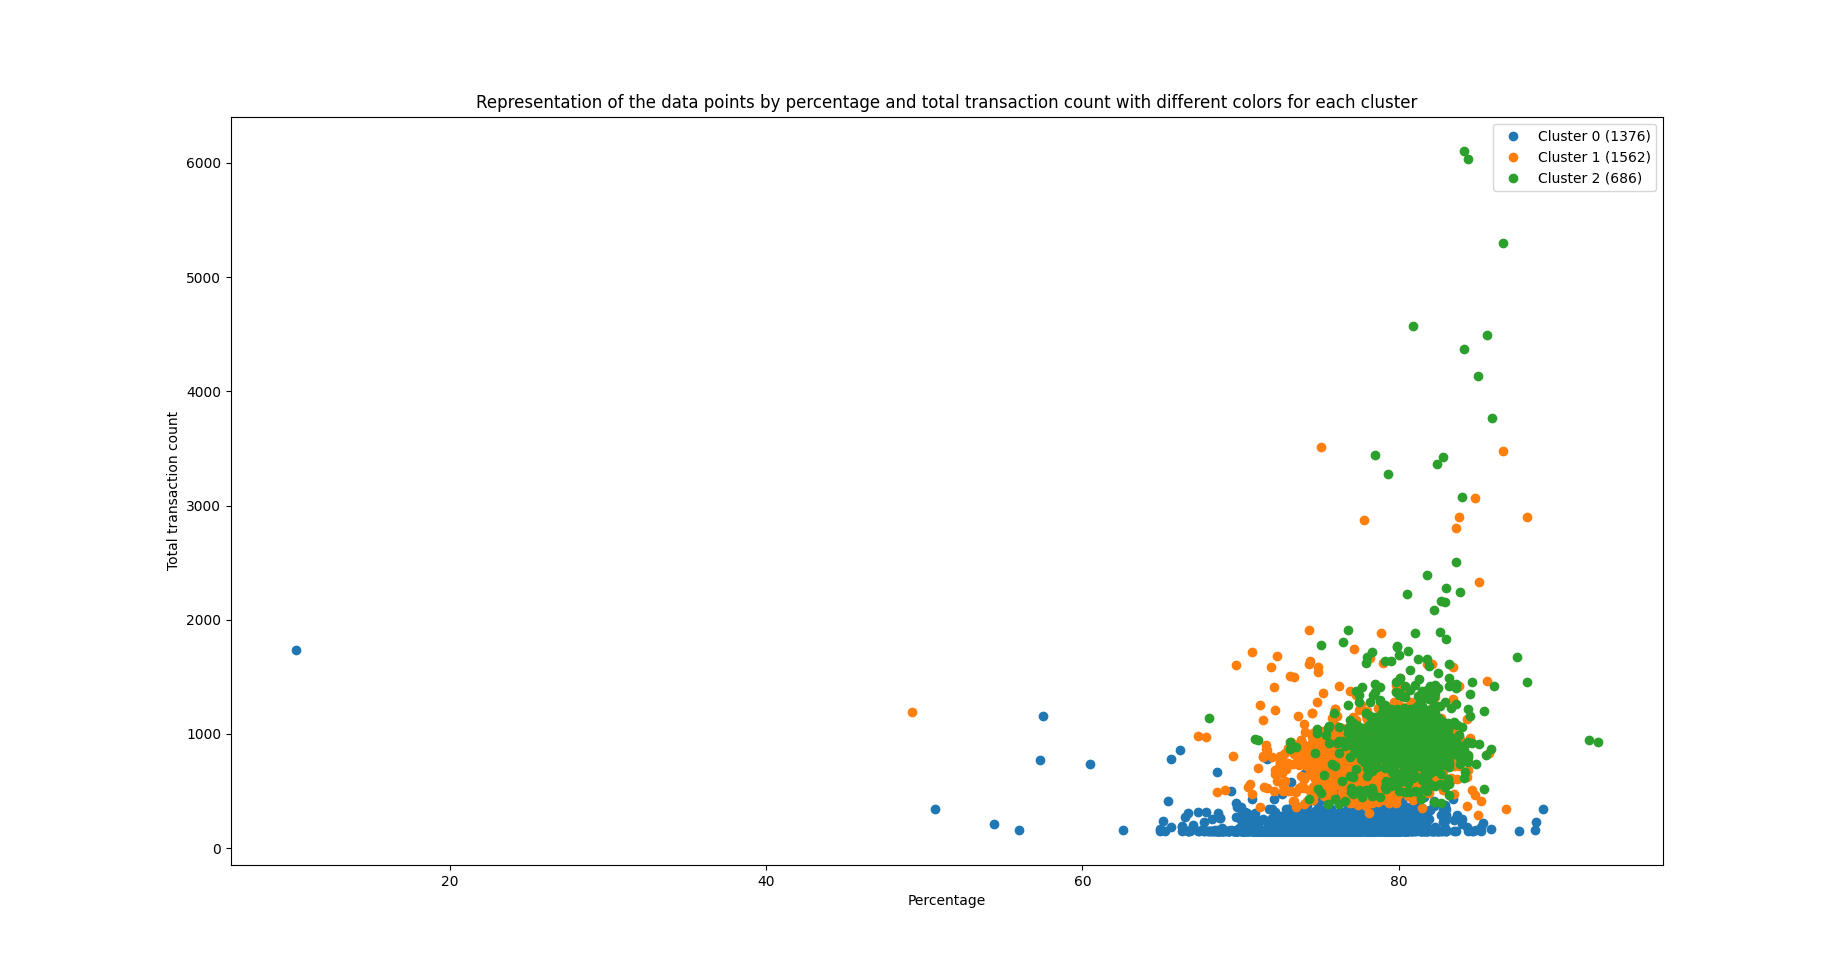 Representation of the data points by percentage and total transaction count with different colors for each cluster
Cluster 0 (1376)
Cluster 1 (1562)
Cluster 2 (686)
6000
5000
4000
3000
2000
1000
0
Total transaction count
20 40 60 80
Percentage